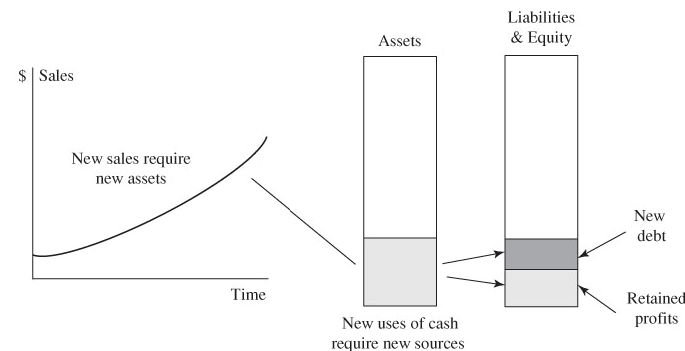 $ Sales
New sales require
new assets
Time
Assets
Liabilities
& Equity
New
debt
Retained
profits
New uses of cash
require new sources